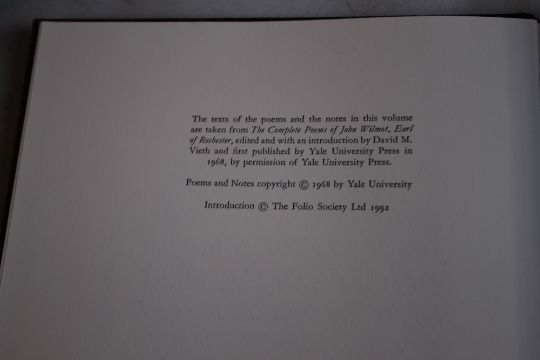 The texts of the poems and the notes in this volume
are taken from The Complete Poems of John Wilmot, Earl
of Rochester, edited and with an introduction by David M.
Vieth and first published by Yale University Press in
1968, by permission of Yale University Press.
Poems and Notes copyright © 1968 by Yale University
Introduction © The Folio Society Ltd 1992